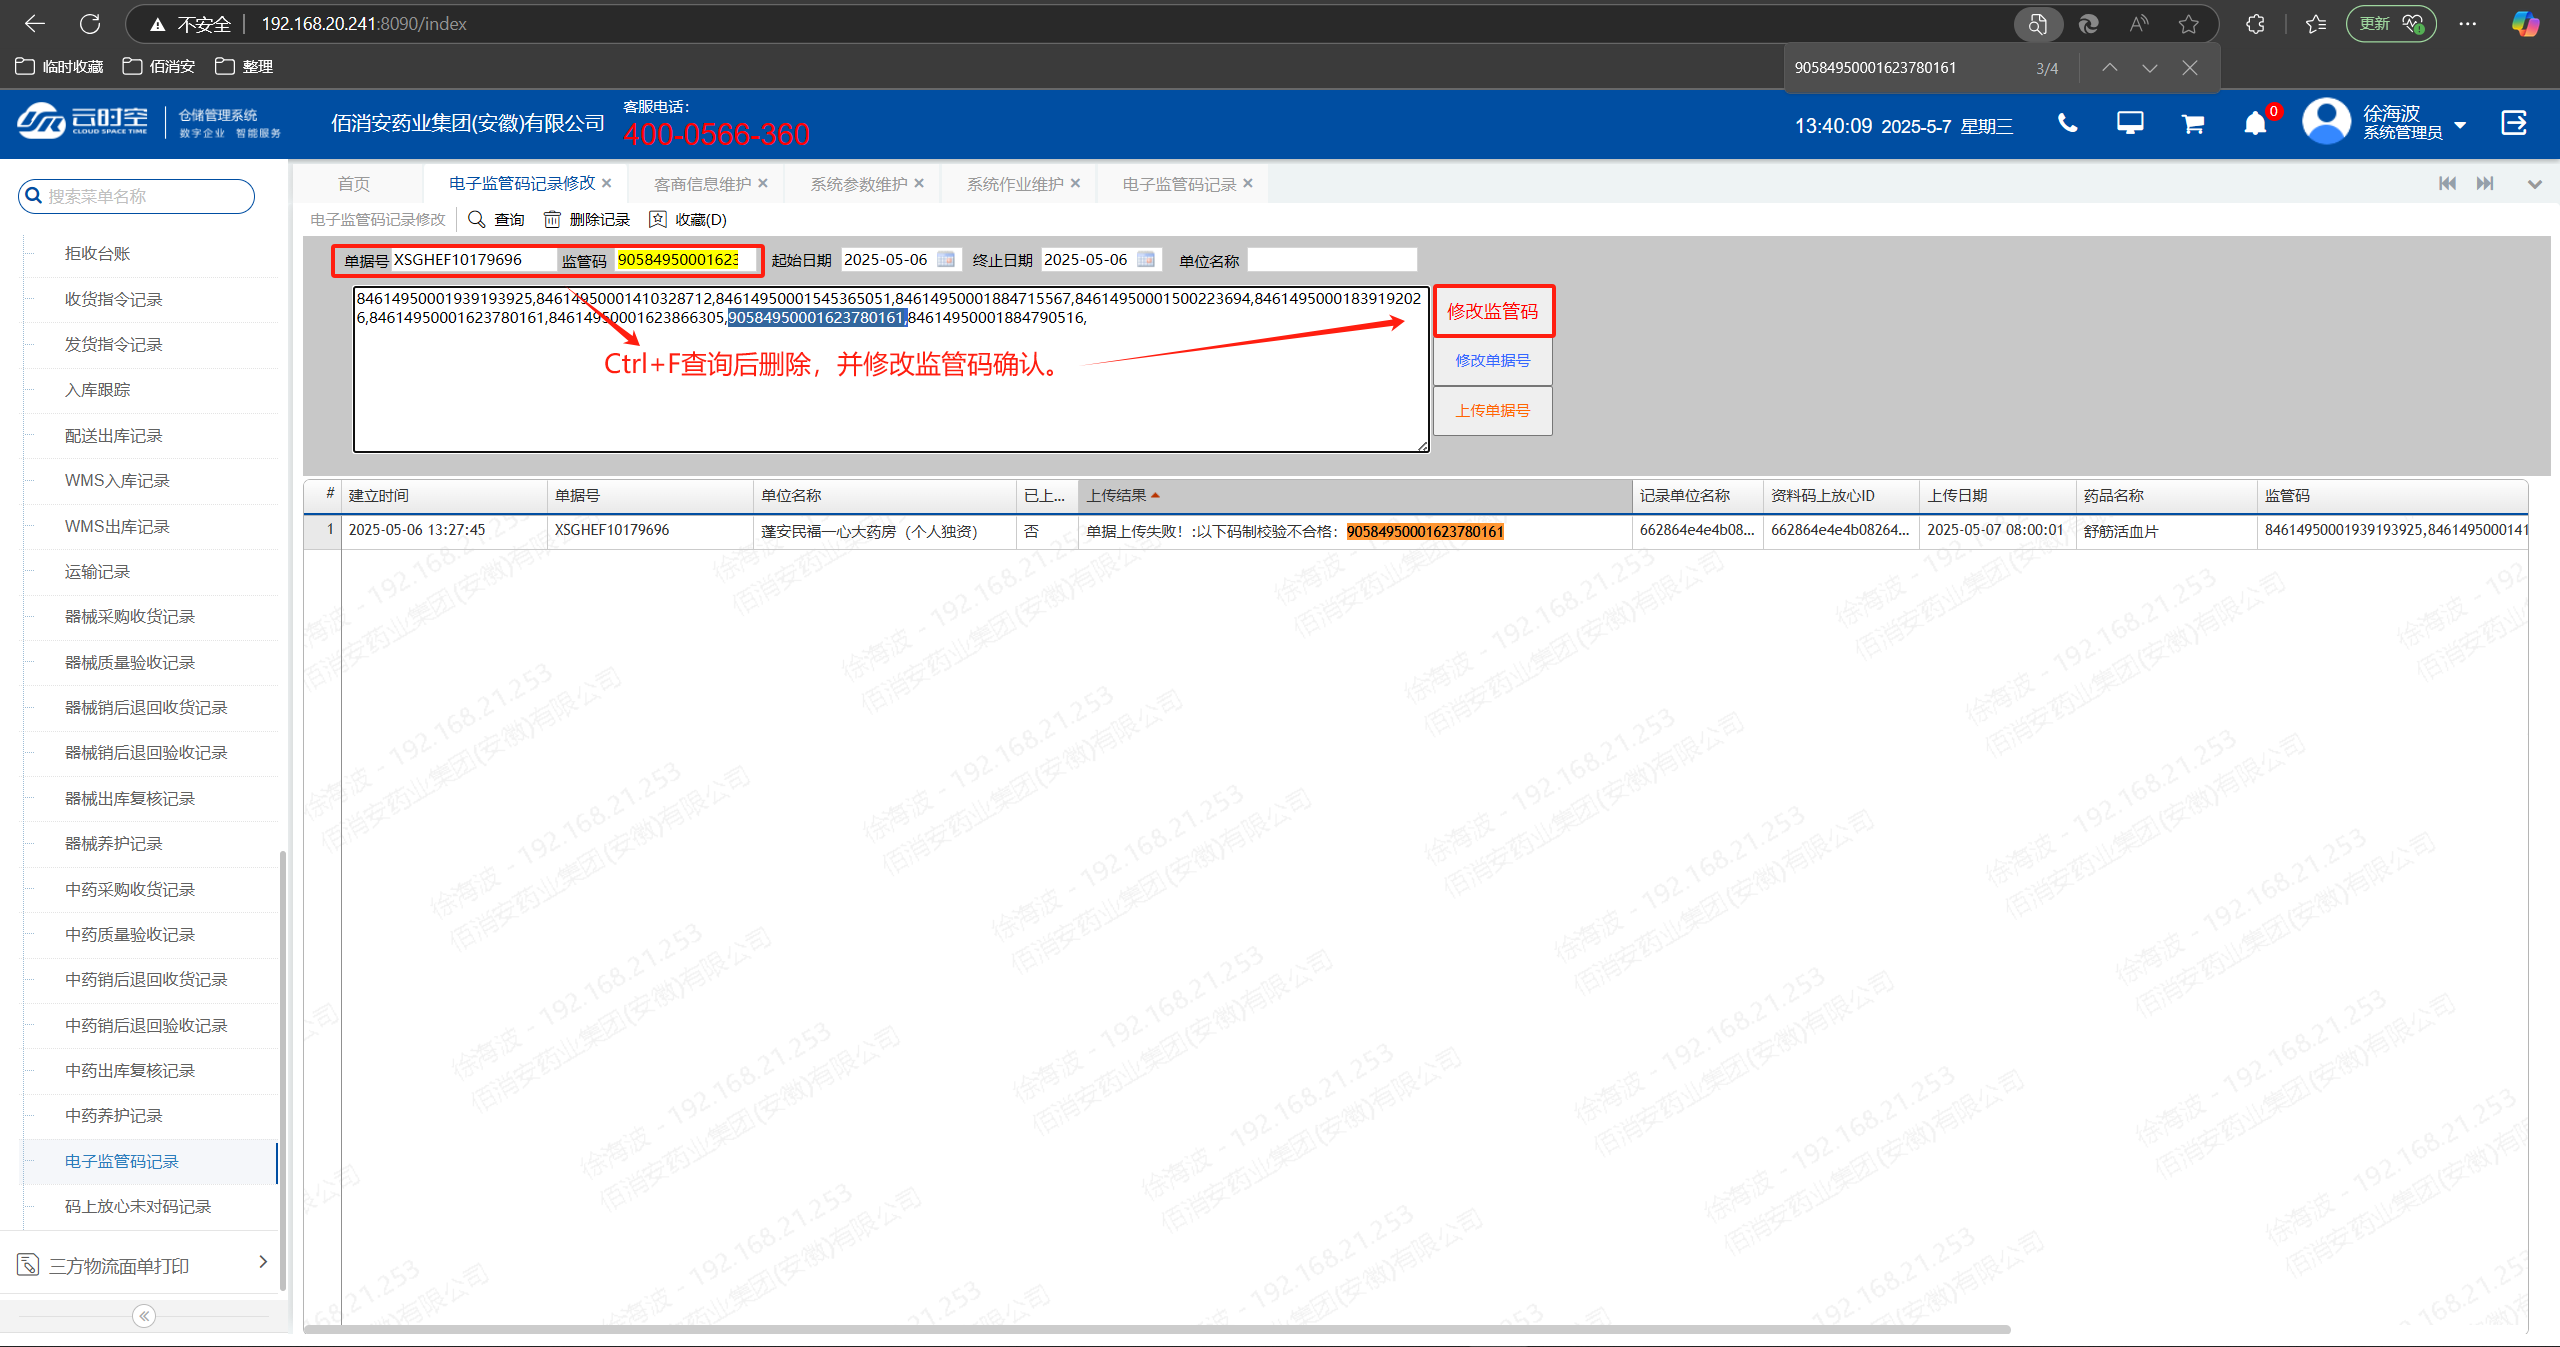 不安全 192.168.20.241:8090/index
更新
临时收藏 佰消安 整理
90584950001623780161 3/4
云时空 CLOUD SPACE TIME 仓储管理系统 数字企业 智能服务
佰消安药业集团(安徽)有限公司
客服电话：
400-0566-360
13:40:09 2025-5-7 星期三
0
徐海波
系统管理员
搜索菜单名称
拒收台账
收货指令记录
发货指令记录
入库跟踪
配送出库记录
WMS入库记录
WMS出库记录
运输记录
器械采购收货记录
器械质量验收记录
器械销后退回收货记录
器械销后退回验收记录
器械出库复核记录
器械养护记录
中药采购收货记录
中药质量验收记录
中药销后退回收货记录
中药销后退回验收记录
中药出库复核记录
中药养护记录
电子监管码记录
码上放心未对码记录
三方物流面单打印
首页 电子监管码记录修改 客商信息维护 系统参数维护 系统作业维护 电子监管码记录
电子监管码记录修改 查询 删除记录 收藏(D)
单据号 XSGHEF10179696 监管码 90584950001623 起始日期 2025-05-06 终止日期 2025-05-06 单位名称
84614950001939193925,84614950001410328712,84614950001545365051,84614950001884715567,84614950001500223694,8461495000183919202
6,84614950001623780161,84614950001623866305,90584950001623780161,84614950001884790516,
Ctrl+F查询后删除，并修改监管码确认。
修改监管码
修改单据号
上传单据号
# 建立时间 单据号 单位名称 已上... 上传结果 记录单位名称 资料码上放心ID 上传日期 药品名称 监管码
1 2025-05-06 13:27:45 XSGHEF10179696 蓬安民福一心大药房（个人独资） 否 单据上传失败！:以下码制校验不合格：90584950001623780161 662864e4e4b08... 662864e4e4b08264... 2025-05-07 08:00:01 舒筋活血片 84614950001939193925,8461495000141
徐海波 - 192.168.21.253
佰消安药业集团(安徽)有限公司